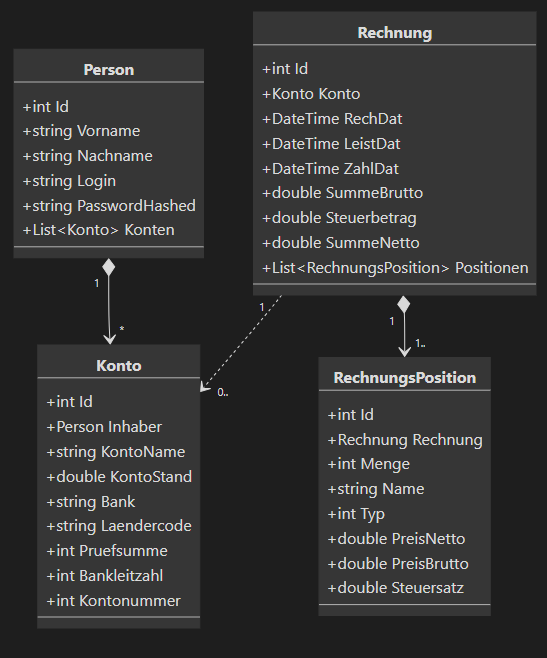 Person
+int Id
+string Vorname
+string Nachname
+string Login
+string PasswordHashed
+List<Konto> Konten
Rechnung
+int Id
+Konto Konto
+DateTime RechDat
+DateTime LeistDat
+DateTime ZahlDat
+double SummeBrutto
+double Steuerbetrag
+double SummeNetto
+List<RechnungsPosition> Positionen
1
*
1
0..
1
1..
Konto
+int Id
+Person Inhaber
+string KontoName
+double KontoStand
+string Bank
+string Laendercode
+int Pruefsumme
+int Bankleitzahl
+int Kontonummer
RechnungsPosition
+int Id
+Rechnung Rechnung
+int Menge
+string Name
+int Typ
+double PreisNetto
+double PreisBrutto
+double Steuersatz